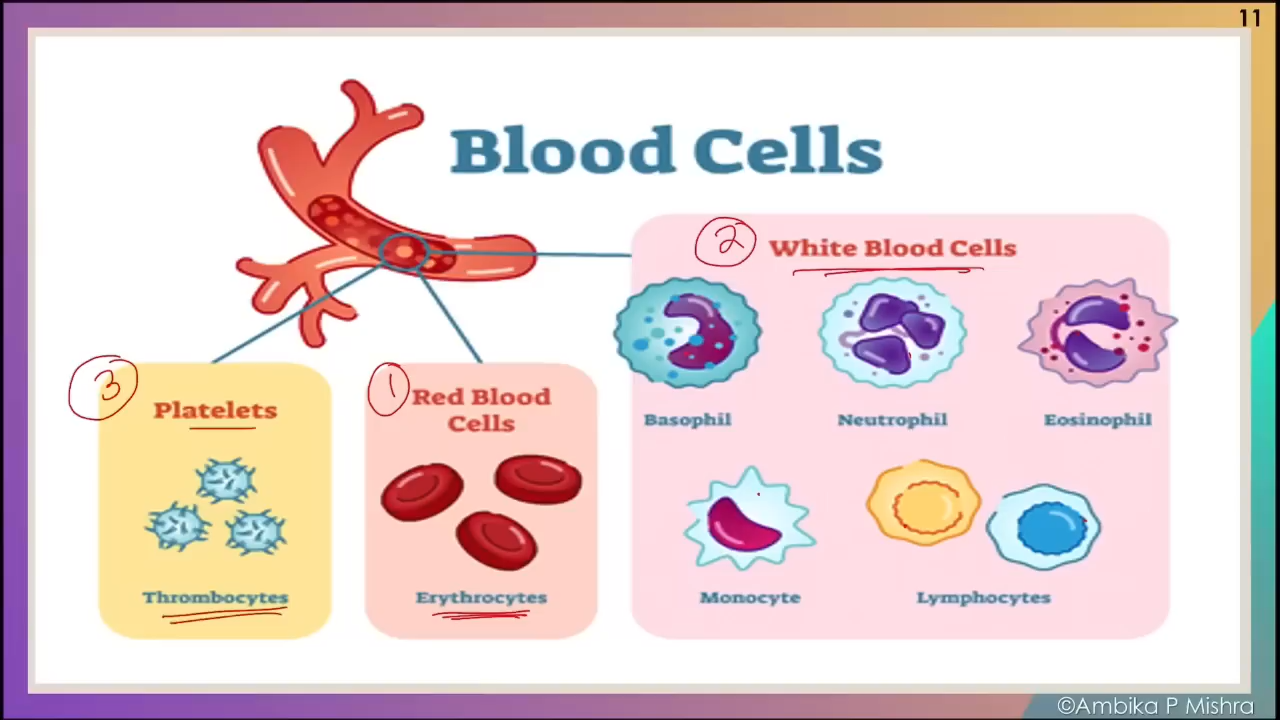 11
Blood Cells
2
White Blood Cells
Basophil
Neutrophil
Eosinophil
Monocyte
Lymphocytes
3
Platelets
Thrombocytes
1
Red Blood
Cells
Erythrocytes
©Ambika P Mishra